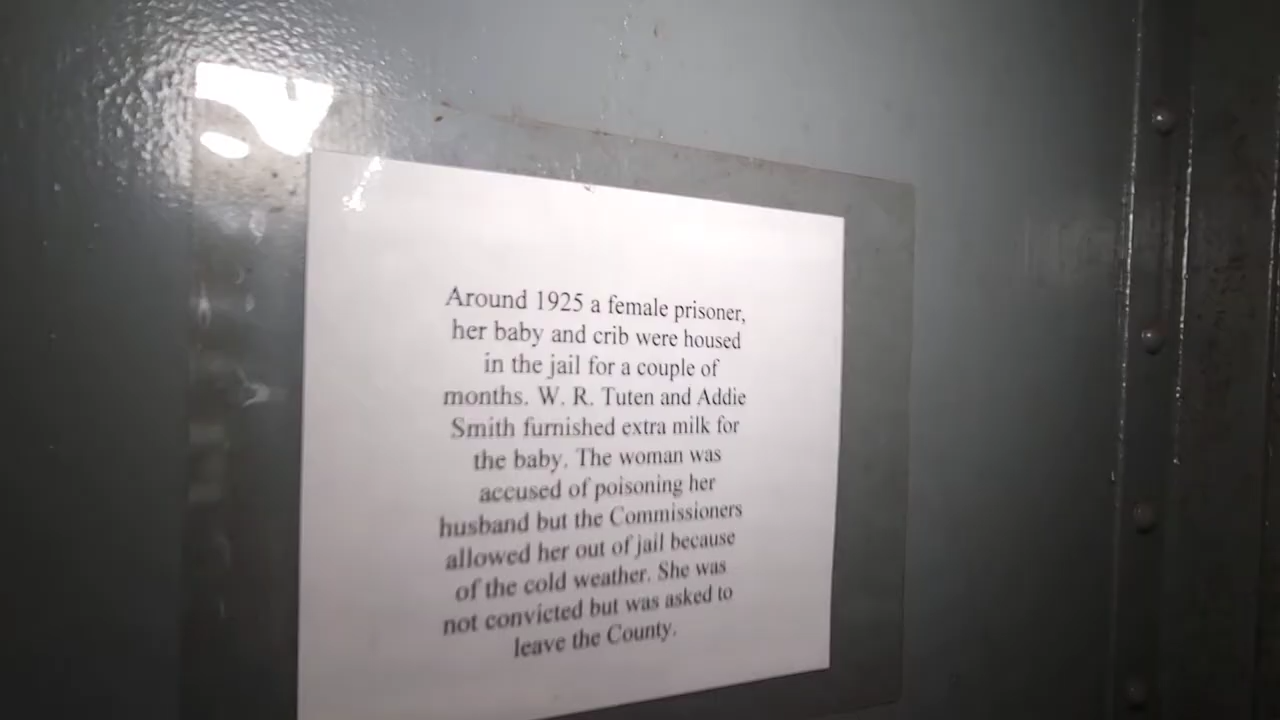 Around 1925 a female prisoner,
her baby and crib were housed
in the jail for a couple of
months. W. R. Tuten and Addie
Smith furnished extra milk for
the baby. The woman was
accused of poisoning her
husband but the Commissioners
allowed her out of jail because
of the cold weather. She was
not convicted but was asked to
leave the County.